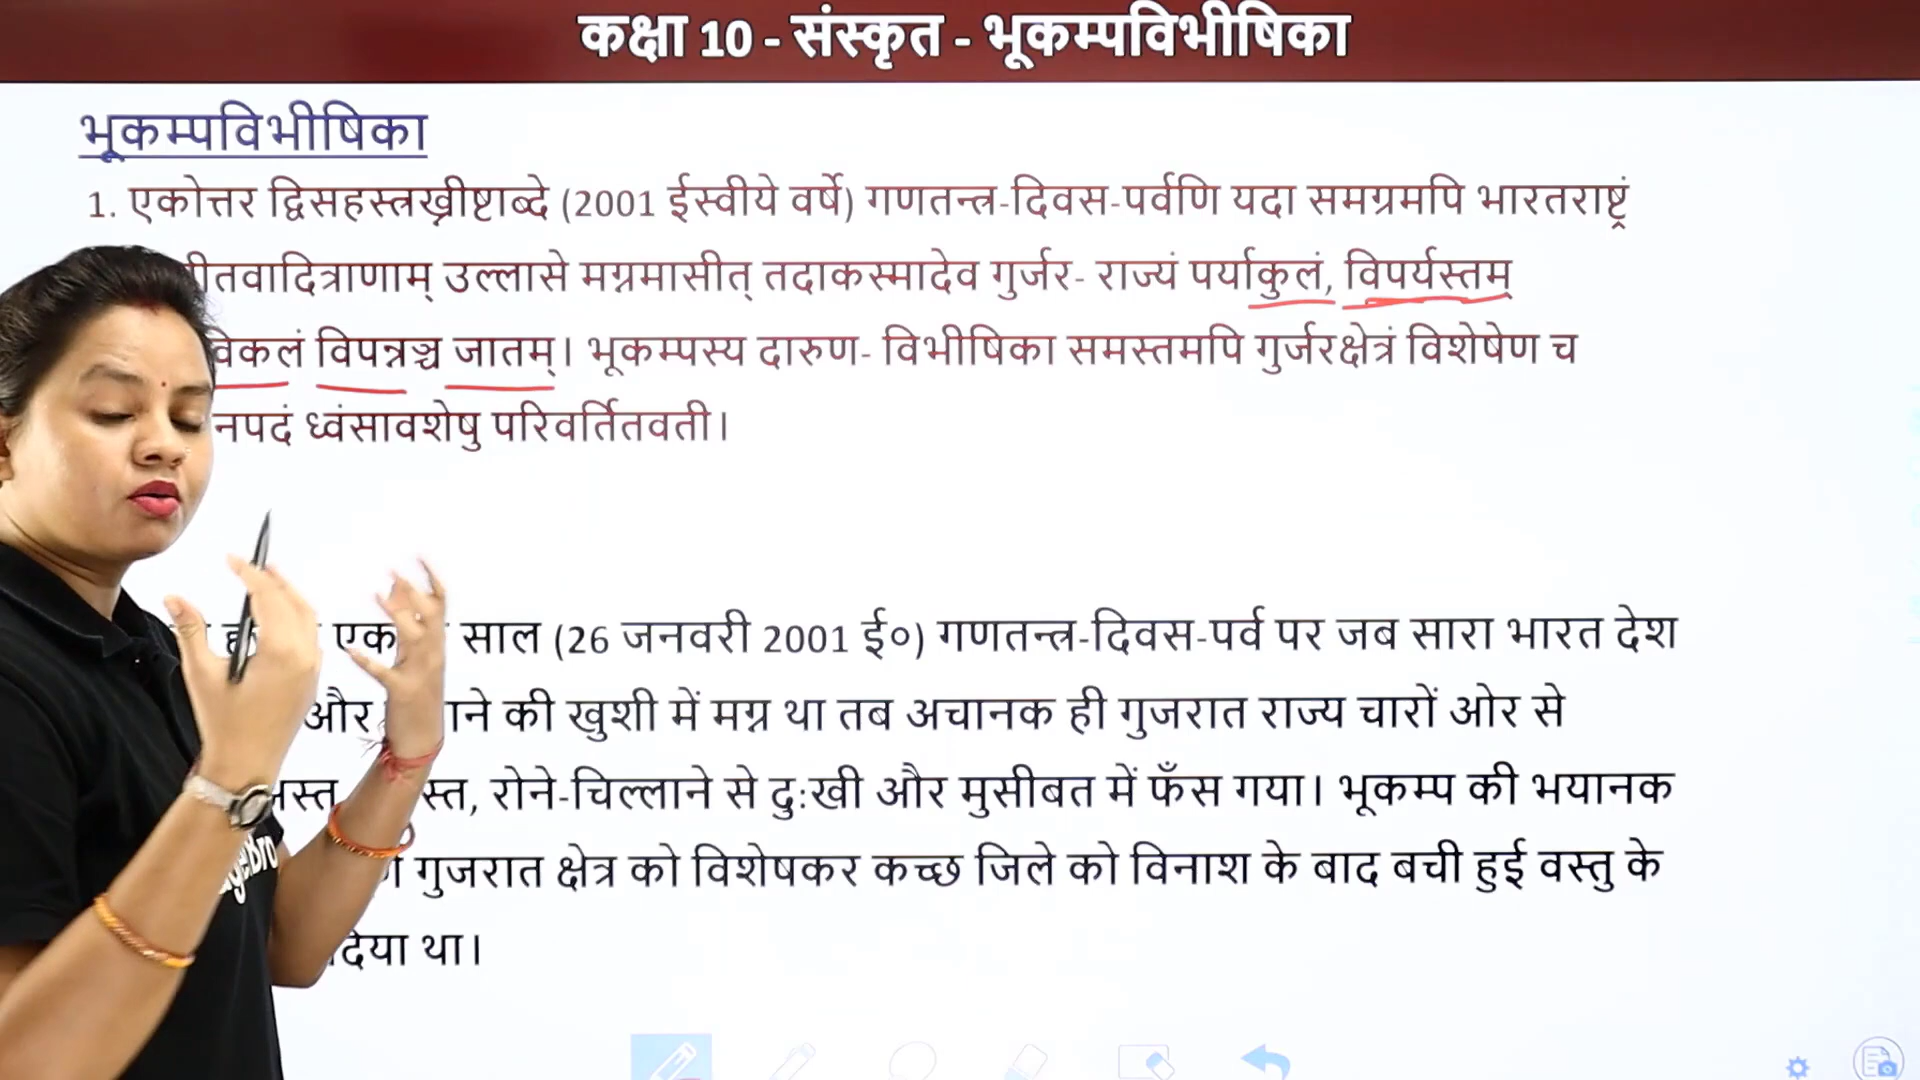 कक्षा 10 - संस्कृत - भूकम्पविभीषिका
भूकम्पविभीषिका
1. एकोत्तर द्विसहस्त्रख्रीष्टाब्दे (2001 ईस्वीये वर्षे) गणतन्त्र-दिवस-पर्वणि यदा समग्रमपि भारतराष्ट्रं
उल्लासे मग्नमासीत् तदाकस्मादेव गुर्जर- राज्यं पर्याकुलं, विपर्यस्तम्
विपन्नञ्च जातम्। भूकम्पस्य दारुण- विभीषिका समस्तमपि गुर्जरक्षेत्रं विशेषेण च
ध्वंसावशेषु परिवर्तितवती।
एक साल (26 जनवरी 2001 ई०) गणतन्त्र-दिवस-पर्व पर जब सारा भारत देश
और की खुशी में मग्न था तब अचानक ही गुजरात राज्य चारों ओर से
रोने-चिल्लाने से दुःखी और मुसीबत में फँस गया। भूकम्प की भयानक
गुजरात क्षेत्र को विशेषकर कच्छ जिले को विनाश के बाद बची हुई वस्तु के
दिया था।